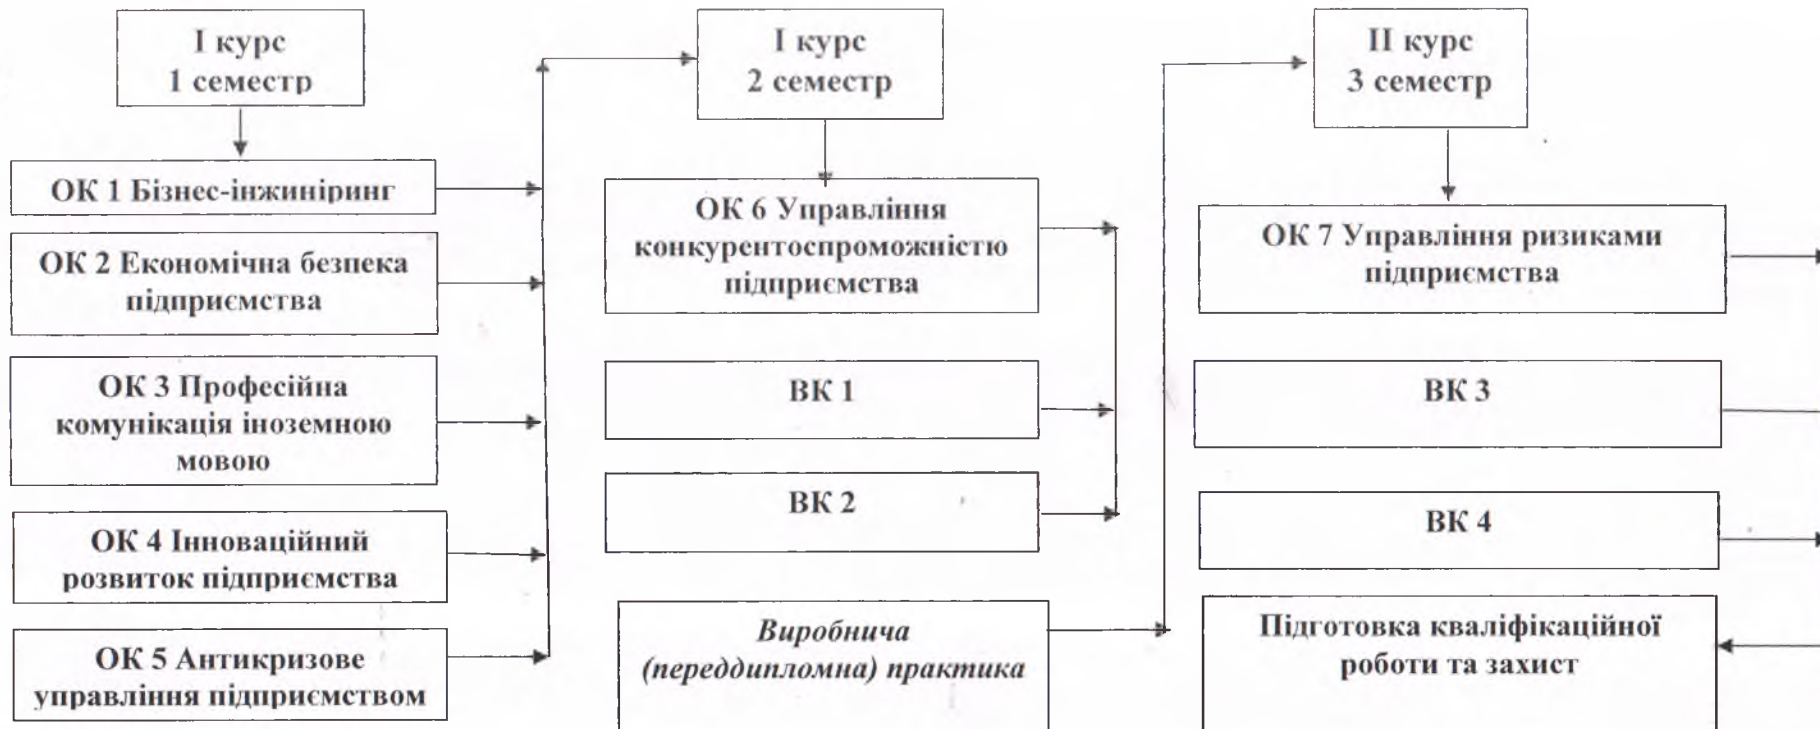 І курс
1 семестр
ОК 1 Бізнес-інжиніринг
ОК 2 Економічна безпека
підприємства
ОК 3 Професійна
комунікація іноземною
мовою
ОК 4 Інноваційний
розвиток підприємства
ОК 5 Антикризове
управління підприємством
І курс
2 семестр
ОК 6 Управління
конкурентоспроможністю
підприємства
ВК 1
ВК 2
Виробнича
(переддипломна) практика
ІІ курс
3 семестр
ОК 7 Управління ризиками
підприємства
ВК 3
ВК 4
Підготовка кваліфікаційної
роботи та захист